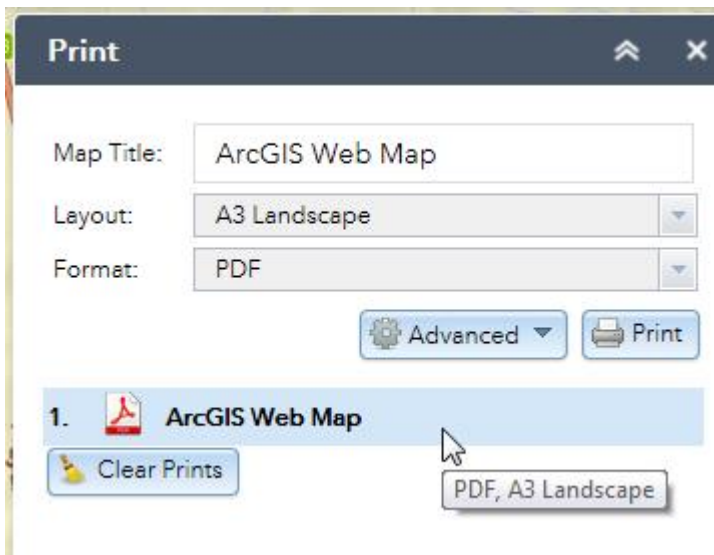 Print
Map Title: ArcGIS Web Map
Layout: A3 Landscape
Format: PDF
Advanced Print
1. ArcGIS Web Map
Clear Prints
PDF, A3 Landscape